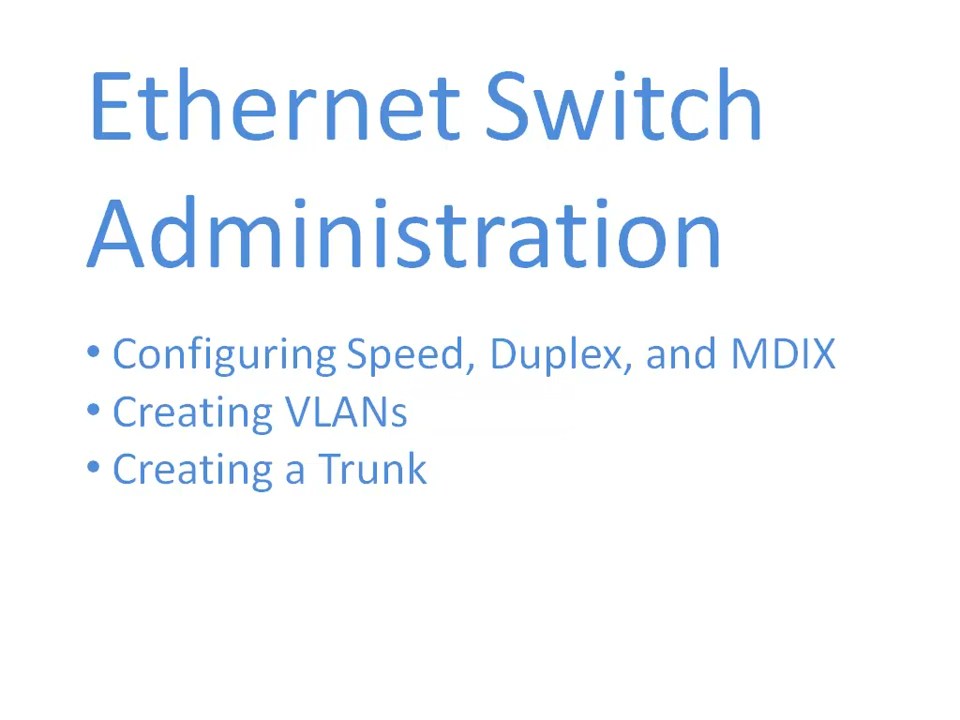 Ethernet Switch
Administration
• Configuring Speed, Duplex, and MDIX
• Creating VLANs
• Creating a Trunk